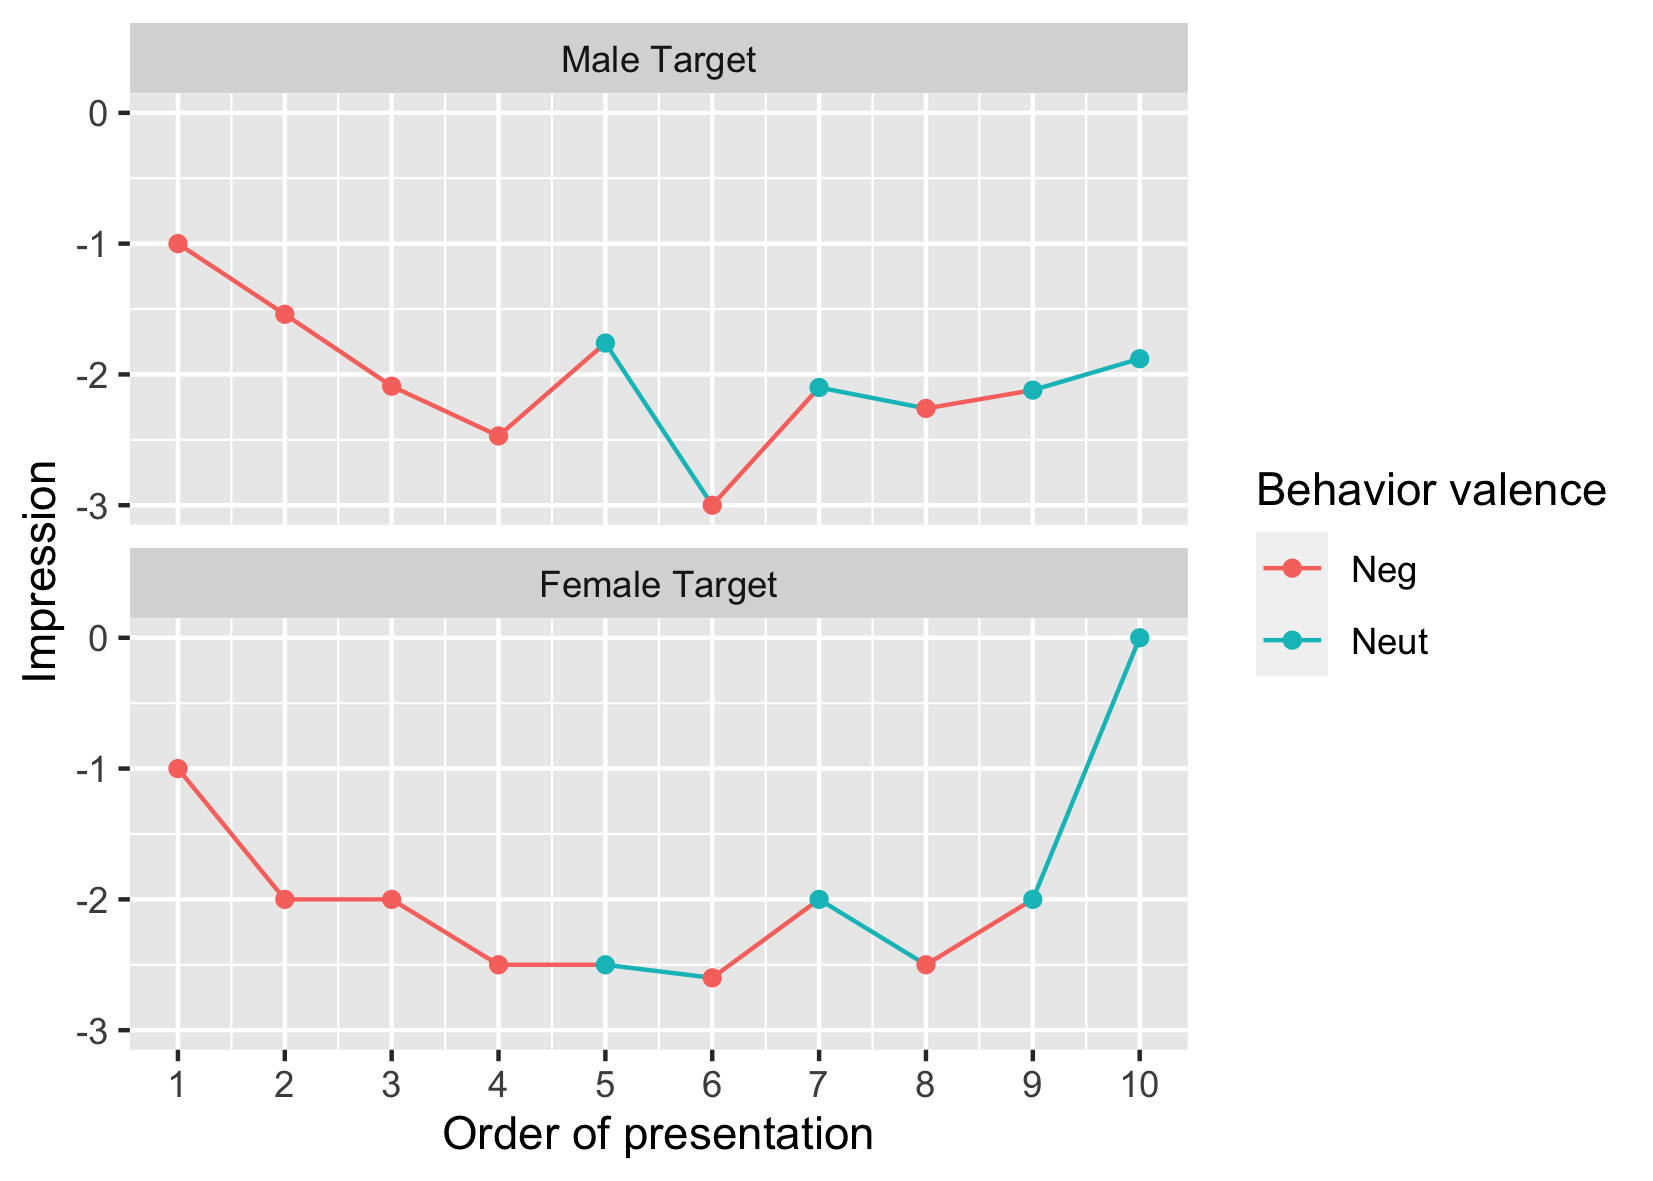 Male Target
0
-1
-2
-3
Female Target
0
-1
-2
-3
1 2 3 4 5 6 7 8 9 10
Order of presentation
Impression
Behavior valence
Neg
Neut